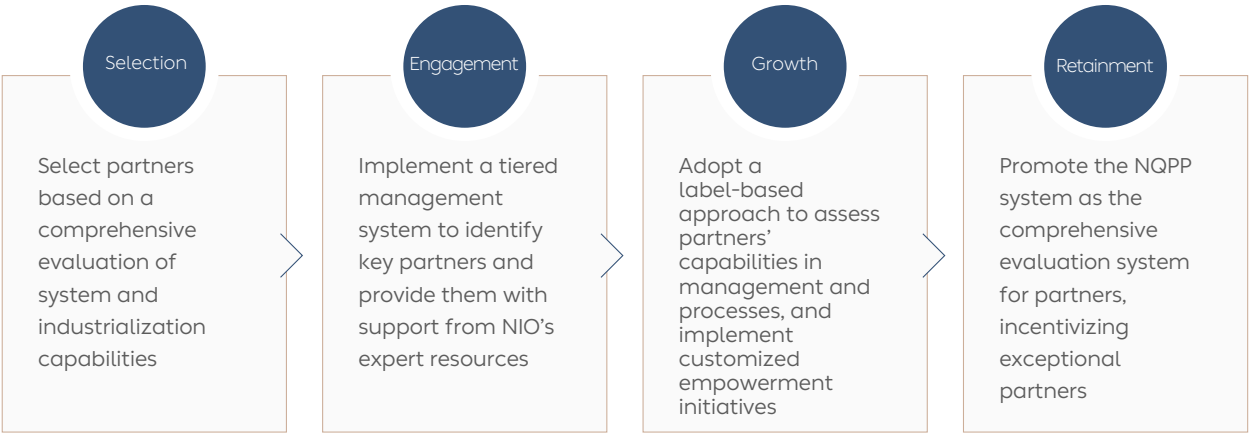 Selection
Select partners
based on a
comprehensive
evaluation of
system and
industrialization
capabilities
Engagement
Implement a tiered
management
system to identify
key partners and
provide them with
support from NIO’s
expert resources
Growth
Adopt a
label-based
approach to assess
partners’
capabilities in
management and
processes, and
implement
customized
empowerment
initiatives
Retainment
Promote the NQPP
system as the
comprehensive
evaluation system
for partners,
incentivizing
exceptional
partners